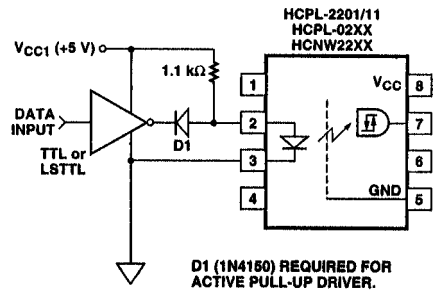 HCPL-2201/11
HCPL-02XX
HCNW22XX
VCC1 (+5 V)
1.1 kΩ
1
VCC
8
DATA
INPUT
2
7
D1
TTL or
LSTTL
3
6
4
GND
5
D1 (1N4150) REQUIRED FOR
ACTIVE PULL-UP DRIVER.